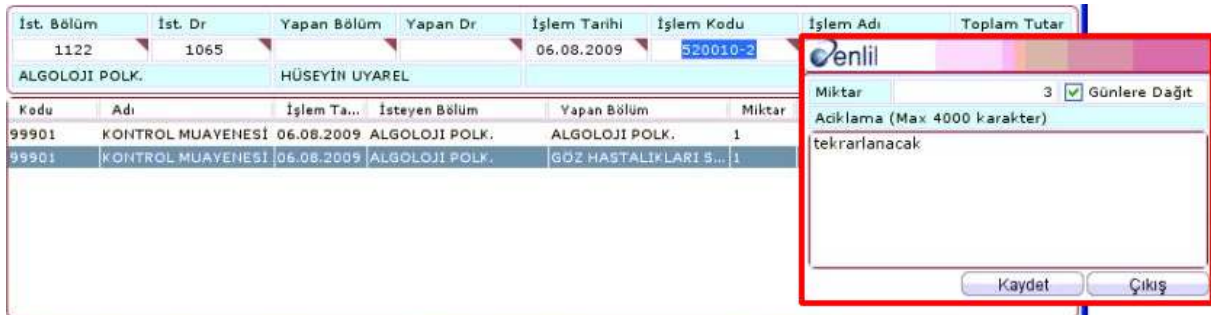 İst. Bölüm İst. Dr Yapan Bölüm Yapan Dr İşlem Tarihi İşlem Kodu İşlem Adı Toplam Tutar
1122 1065 06.08.2009 520010-2
ALGOLOJI POLK. HÜSEYİN UYAREL
Kodu Adı İşlem Ta... İsteyen Bölüm Yapan Bölüm Miktar
99901 KONTROL MUAYENESİ 06.08.2009 ALGOLOJI POLK. ALGOLOJI POLK. 1
99901 KONTROL MUAYENESİ 06.08.2009 ALGOLOJI POLK. GÖZ HASTALIKLARI S... 1
enlil
Miktar 3 Günlere Dağıt
Aciklama (Max 4000 karakter)
tekrarlanacak
Kaydet Çıkış